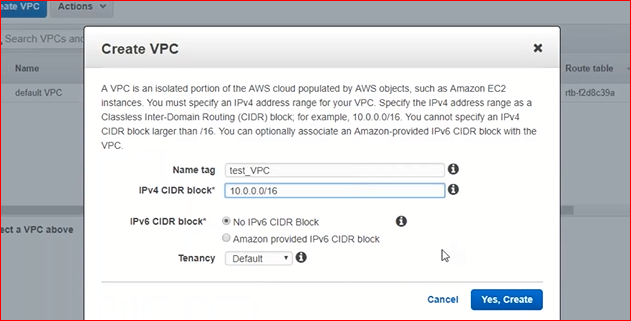 eate VPC Actions
Search VPCs and
Name Route table
default VPC rtb-f2d8c39a
Create VPC
A VPC is an isolated portion of the AWS cloud populated by AWS objects, such as Amazon EC2
instances. You must specify an IPv4 address range for your VPC. Specify the IPv4 address range as a
Classless Inter-Domain Routing (CIDR) block; for example, 10.0.0.0/16. You cannot specify an IPv4
CIDR block larger than /16. You can optionally associate an Amazon-provided IPv6 CIDR block with the
VPC.
Name tag test_VPC
IPv4 CIDR block* 10.0.0.0/16
IPv6 CIDR block* No IPv6 CIDR Block
Amazon provided IPv6 CIDR block
ect a VPC above
Tenancy Default
Cancel Yes, Create